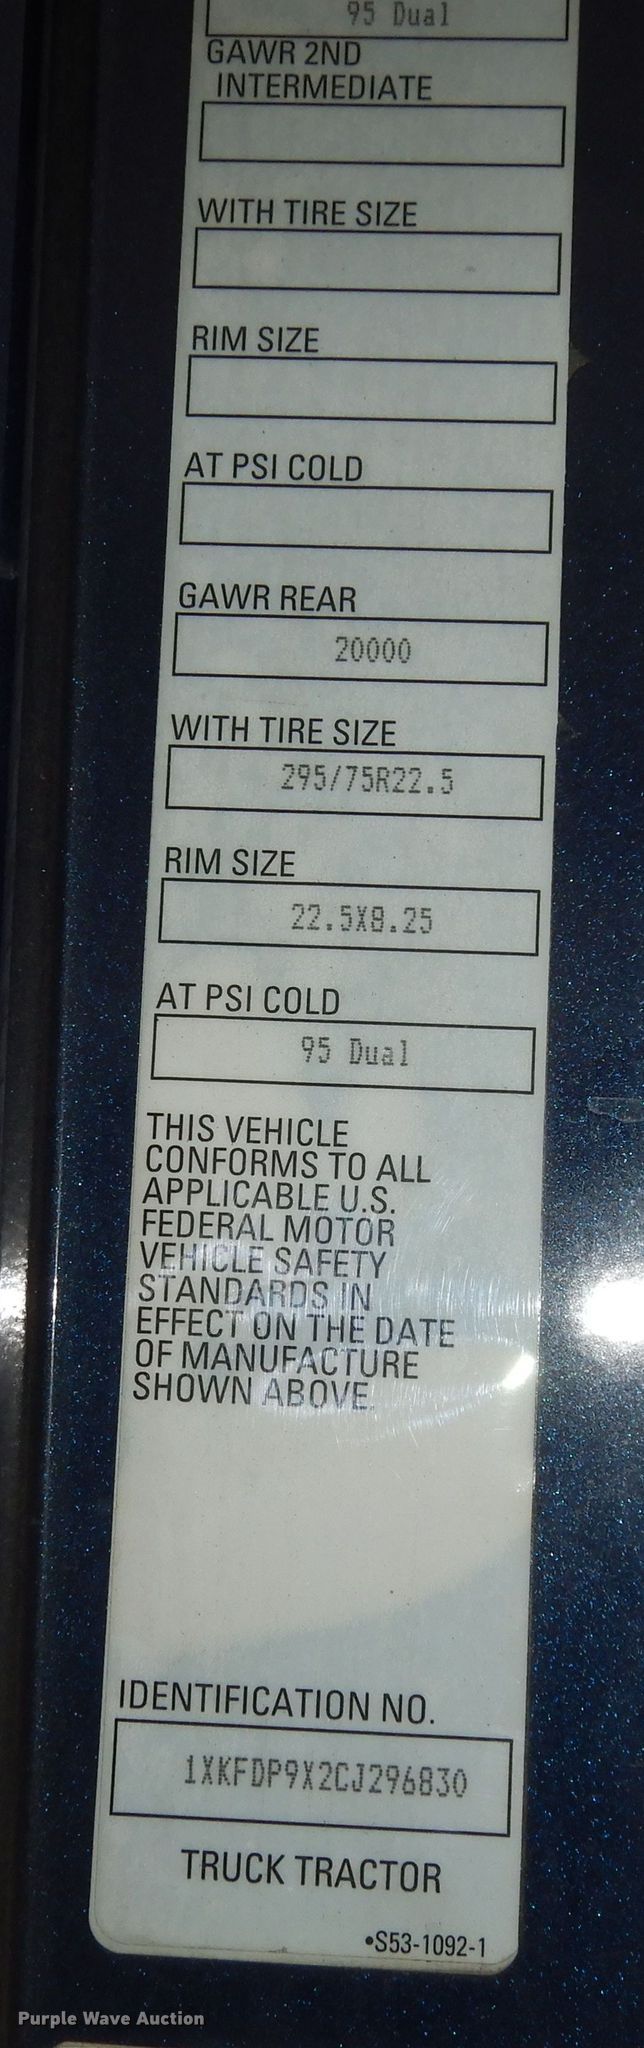 95 Dual
GAWR 2ND
INTERMEDIATE
WITH TIRE SIZE
RIM SIZE
AT PSI COLD
GAWR REAR
20000
WITH TIRE SIZE
295/75R22.5
RIM SIZE
22.5X8.25
AT PSI COLD
95 Dual
THIS VEHICLE
CONFORMS TO ALL
APPLICABLE U.S.
FEDERAL MOTOR
VEHICLE SAFETY
STANDARDS IN
EFFECT ON THE DATE
OF MANUFACTURE
SHOWN ABOVE.
IDENTIFICATION NO.
1XKFDP9X2CJ296830
TRUCK TRACTOR
•S53-1092-1
Purple Wave Auction